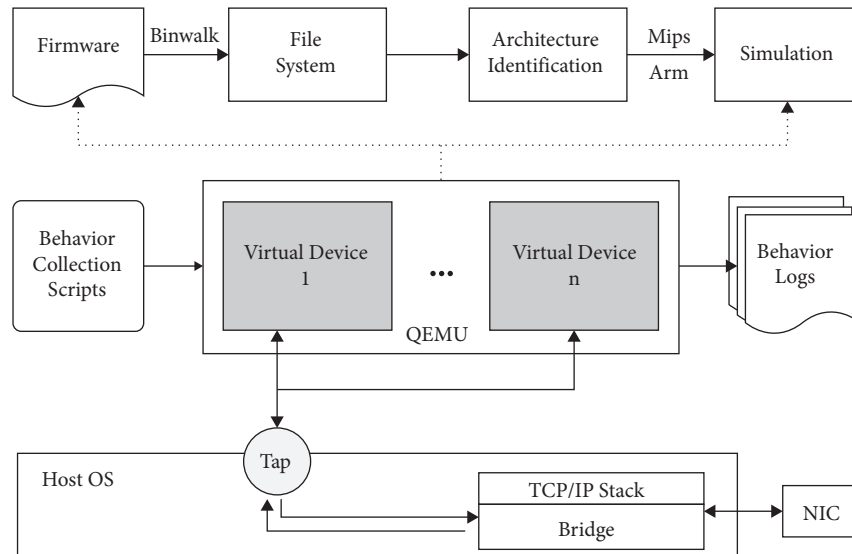 Firmware
Binwalk
File
System
Architecture
Identification
Mips
Arm
Simulation
Behavior
Collection
Scripts
Virtual Device
1
...
Virtual Device
n
QEMU
Behavior
Logs
Tap
Host OS
TCP/IP Stack
Bridge
NIC